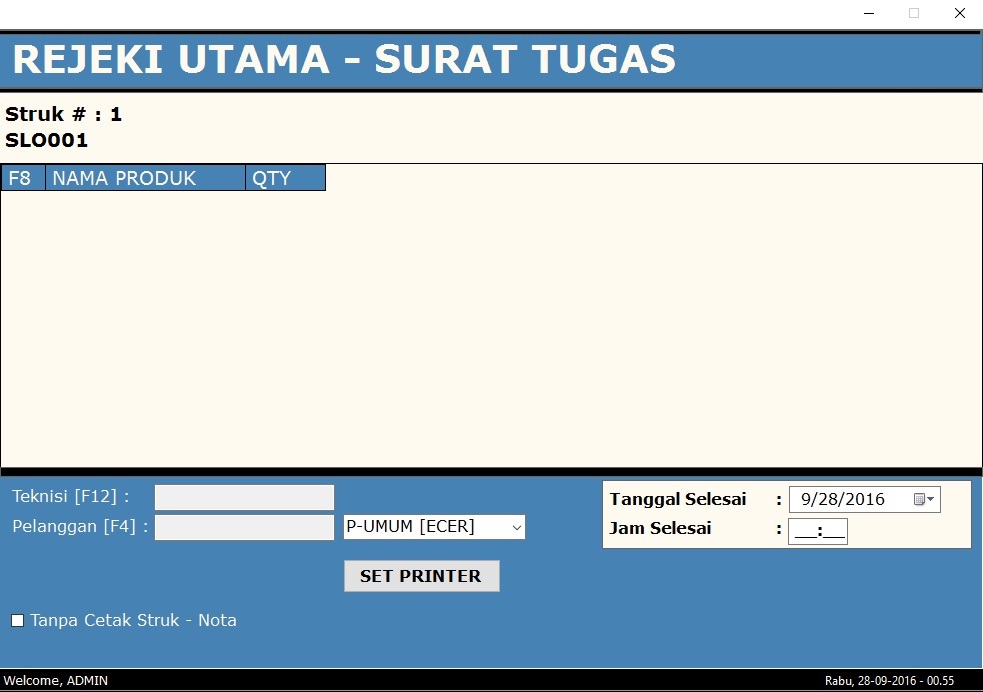 REJEKI UTAMA - SURAT TUGAS
Struk # : 1
SLO001
F8 NAMA PRODUK QTY
Teknisi [F12] :
Pelanggan [F4] : P-UMUM [ECER]
Tanggal Selesai : 9/28/2016
Jam Selesai : __:__
SET PRINTER
Tanpa Cetak Struk - Nota
Welcome, ADMIN Rabu, 28-09-2016 - 00.55